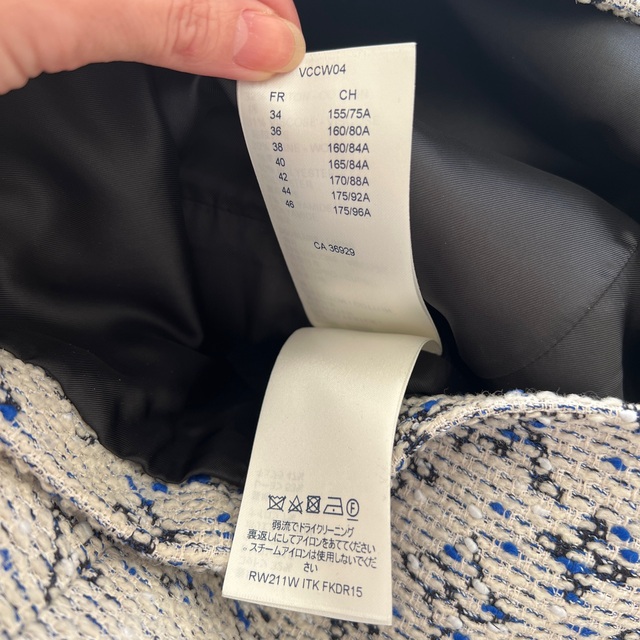 VCCW04
FR CH
34 155/75A
36 160/80A
38 160/84A
40 165/84A
42 170/88A
44 175/92A
46 175/96A
CA 36929
弱流でドライクリーニング
裏返しにしてアイロンをあててください
スチームアイロンは使用しないでくだ
さい
RW211W ITK FKDR15